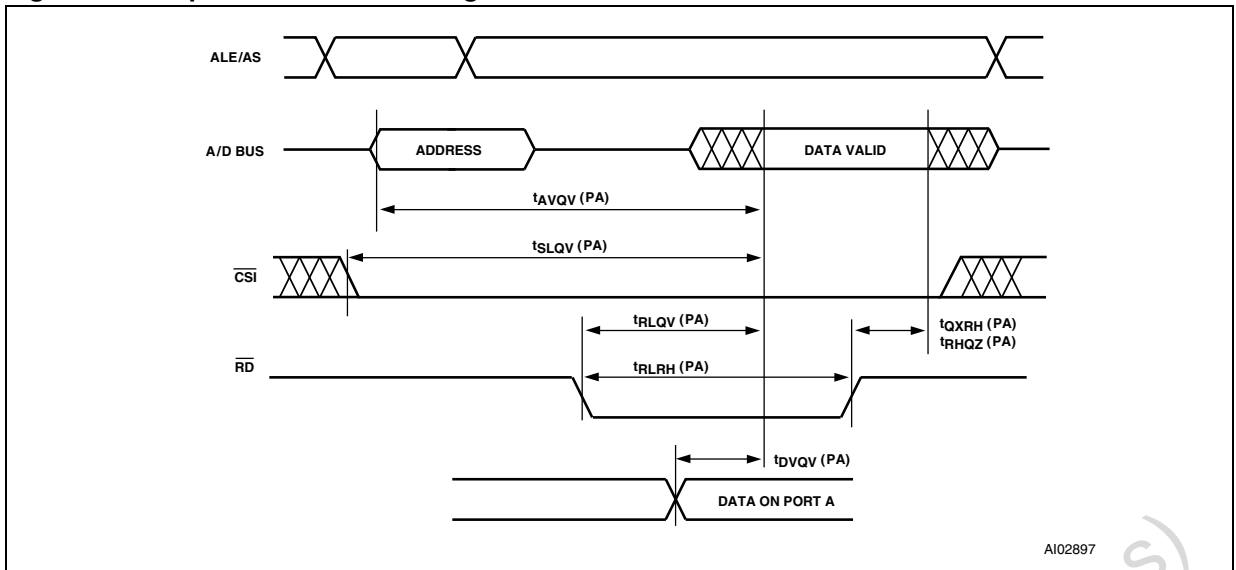 ALE/AS
A/D BUS
ADDRESS
DATA VALID
tAVQV (PA)
tSLQV (PA)
CSI
tRLQV (PA)
tQXRH (PA)
tRHQZ (PA)
RD
tRLRH (PA)
tDVQV (PA)
DATA ON PORT A
AI02897